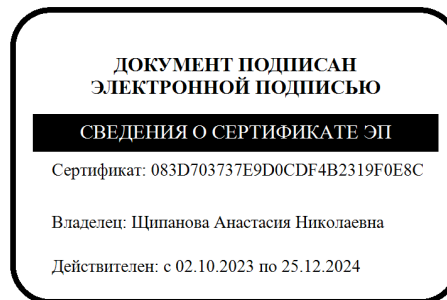 ДОКУМЕНТ ПОДПИСАН
ЭЛЕКТРОННОЙ ПОДПИСЬЮ
СВЕДЕНИЯ О СЕРТИФИКАТЕ ЭП
Сертификат: 083D703737E9D0CDF4B2319F0E8C
Владелец: Щипанова Анастасия Николаевна
Действителен: с 02.10.2023 по 25.12.2024